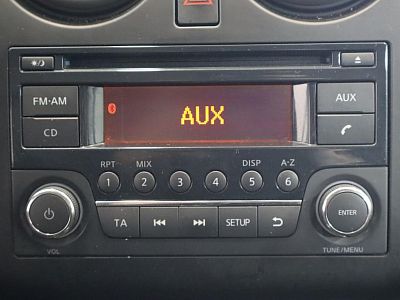 FM·AM
AUX
AUX
CD
RPT MIX DISP A-Z
1 2 3 4 5 6
TA SETUP ENTER
VOL TUNE/MENU